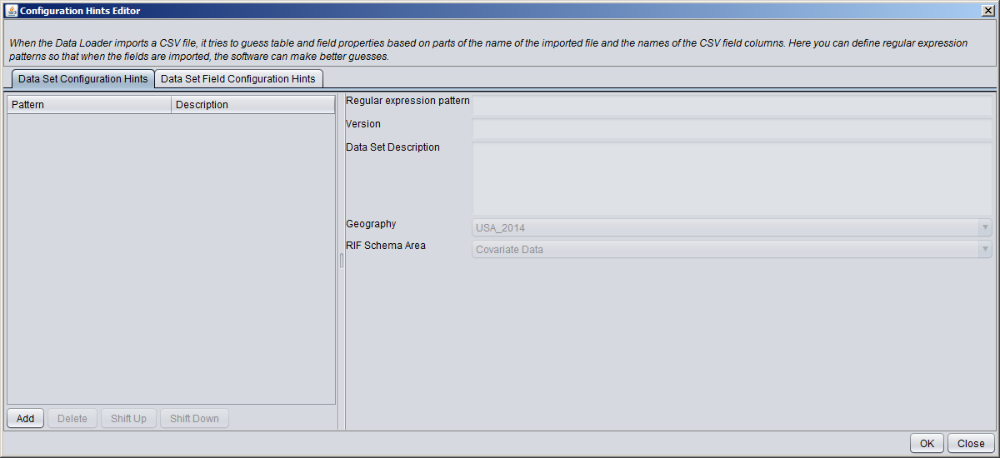 Configuration Hints Editor
When the Data Loader imports a CSV file, it tries to guess table and field properties based on parts of the name of the imported file and the names of the CSV field columns. Here you can define regular expression
patterns so that when the fields are imported, the software can make better guesses.
Data Set Configuration Hints Data Set Field Configuration Hints
Pattern Description
Regular expression pattern
Version
Data Set Description
Geography USA_2014
RIF Schema Area Covariate Data
Add Delete Shift Up Shift Down
OK Close